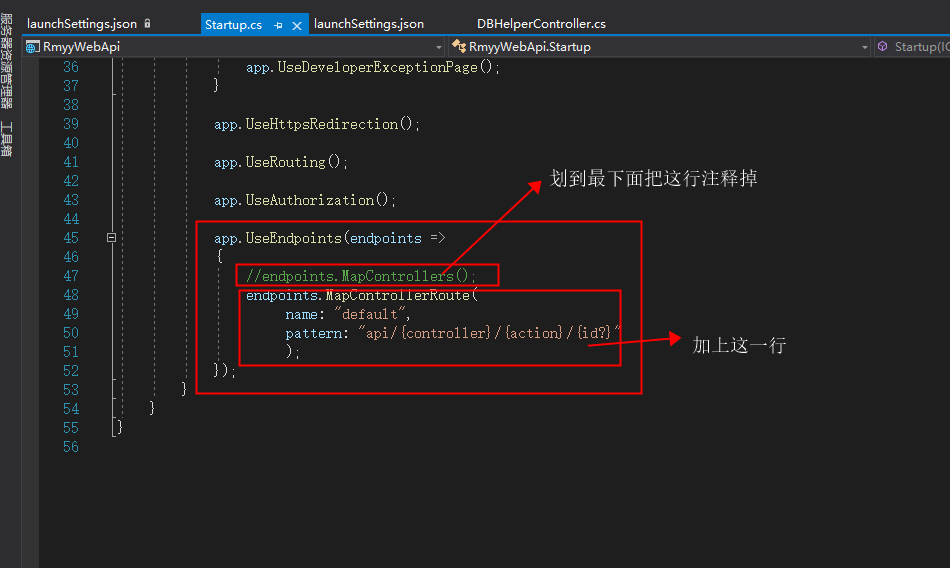 launchSettings.json
Startup.cs
launchSettings.json
DBHelperController.cs
RmyyWebApi
RmyyWebApi.Startup
Startup(IC
服务器资源管理器
工具箱
36 app.UseDeveloperExceptionPage();
37 }
38
39 app.UseHttpsRedirection();
40
41 app.UseRouting();
42
43 app.UseAuthorization();
44
45 app.UseEndpoints(endpoints =>
46 {
47 //endpoints.MapControllers();
48 endpoints.MapControllerRoute(
49 name: "default",
50 pattern: "api/{controller}/{action}/{id?}"
51 );
52 });
53 }
54 }
55 }
56
划到最下面把这行注释掉
加上这一行